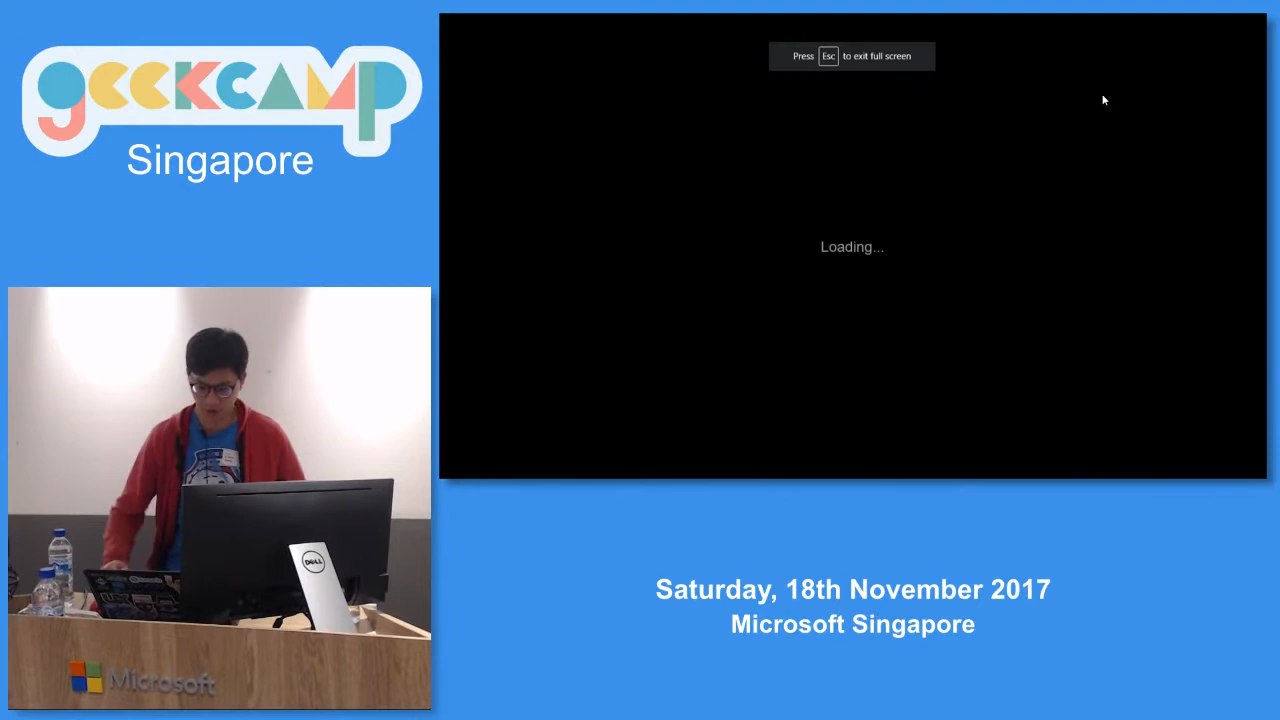 geekcamp
Singapore
Press Esc to exit full screen
Loading...
DELL
Microsoft
Saturday, 18th November 2017
Microsoft Singapore